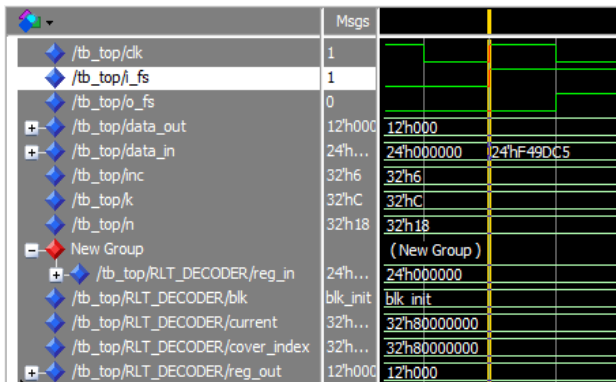 Msgs
/tb_top/clk 1
/tb_top/i_fs 1
/tb_top/o_fs 0
/tb_top/data_out 12'h000 12'h000
/tb_top/data_in 24'h... 24'h000000 24'hF49DC5
/tb_top/inc 32'h6 32'h6
/tb_top/k 32'hC 32'hC
/tb_top/n 32'h18 32'h18
New Group (New Group)
/tb_top/RLT_DECODER/reg_in 24'h... 24'h000000
/tb_top/RLT_DECODER/blk blk_init blk_init
/tb_top/RLT_DECODER/current 32'h... 32'h80000000
/tb_top/RLT_DECODER/cover_index 32'h... 32'h80000000
/tb_top/RLT_DECODER/reg_out 12'h000 12'h000